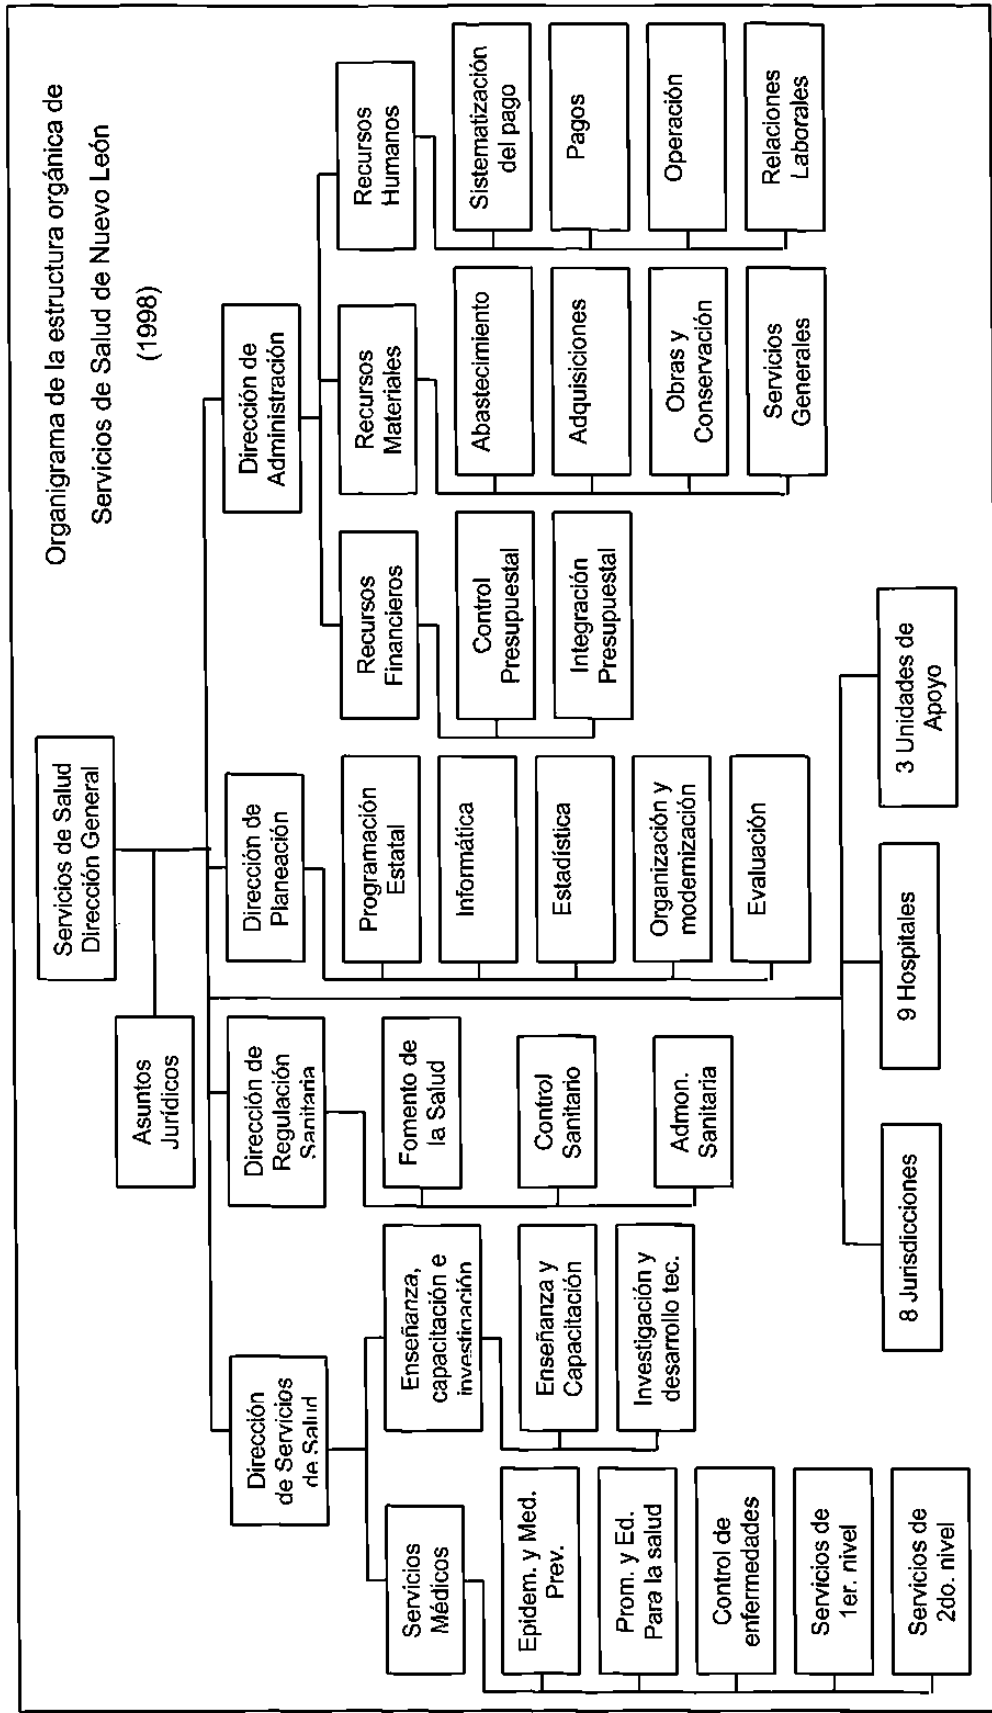 Organigrama de la estructura orgánica de
Servicios de Salud de Nuevo León
(1998)
Servicios de Salud
Dirección General
Asuntos
Jurídicos
Dirección
de Servicios
de Salud
Dirección de
Regulación
Sanitaria
Dirección de
Planeación
Dirección de
Administración
Servicios
Médicos
Epidem. y Med.
Prev.
Prom. y Ed.
Para la salud
Control de
enfermedades
Servicios de
1er. nivel
Servicios de
2do. nivel
Enseñanza,
capacitación e
investigación
Enseñanza y
Capacitación
Investigación y
desarrollo tec.
Fomento de
la Salud
Control
Sanitario
Admon.
Sanitaria
Programación
Estatal
Informática
Estadística
Organización y
modernización
Evaluación
Recursos
Financieros
Control
Presupuestal
Integración
Presupuestal
Recursos
Materiales
Abastecimiento
Adquisiciones
Obras y
Conservación
Servicios
Generales
Recursos
Humanos
Sistematización
del pago
Pagos
Operación
Relaciones
Laborales
8 Jurisdicciones
9 Hospitales
3 Unidades de
Apoyo